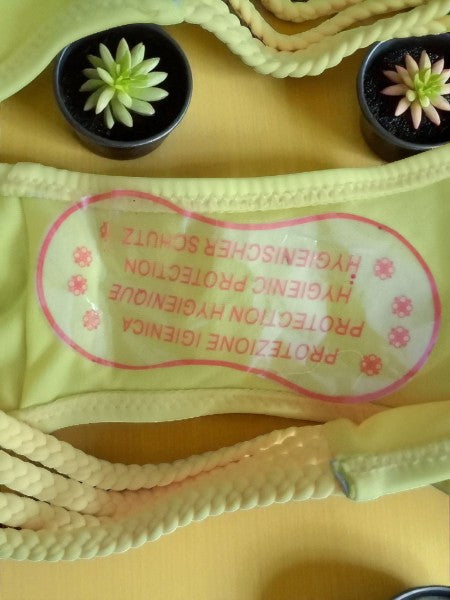 PROTEZIONE IGIENICA
PROTECTION HYGIENIQUE
HYGIENIC PROTECTION
HYGIENISCHER SCHUTZ